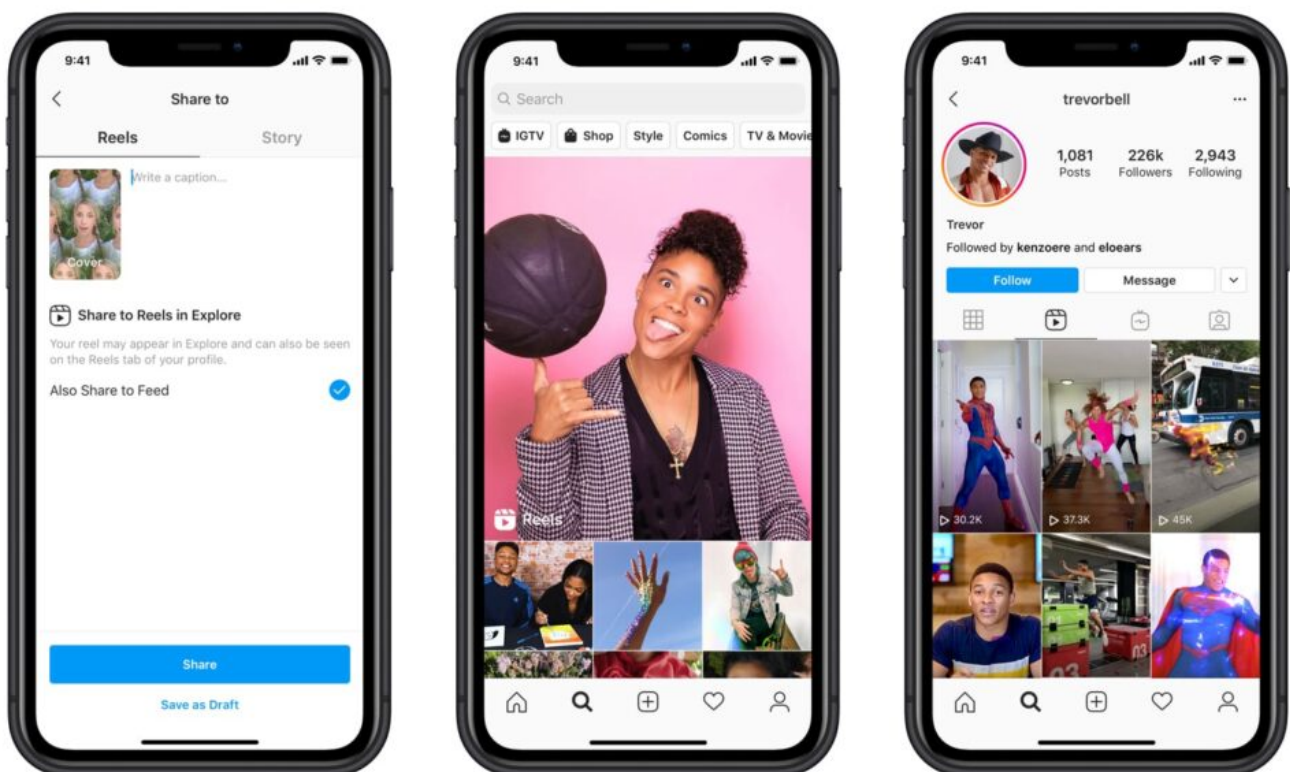 9:41
Share to
Reels Story
Write a caption...
Cover
Share to Reels in Explore
Your reel may appear in Explore and can also be seen
on the Reels tab of your profile.
Also Share to Feed
Share
Save as Draft
9:41
Search
IGTV Shop Style Comics TV & Movie
Reels
9:41
trevorbell
1,081 226k 2,943
Posts Followers Following
Trevor
Followed by kenzoere and eloears
Follow Message
30.2K 37.3K 45K
03 03